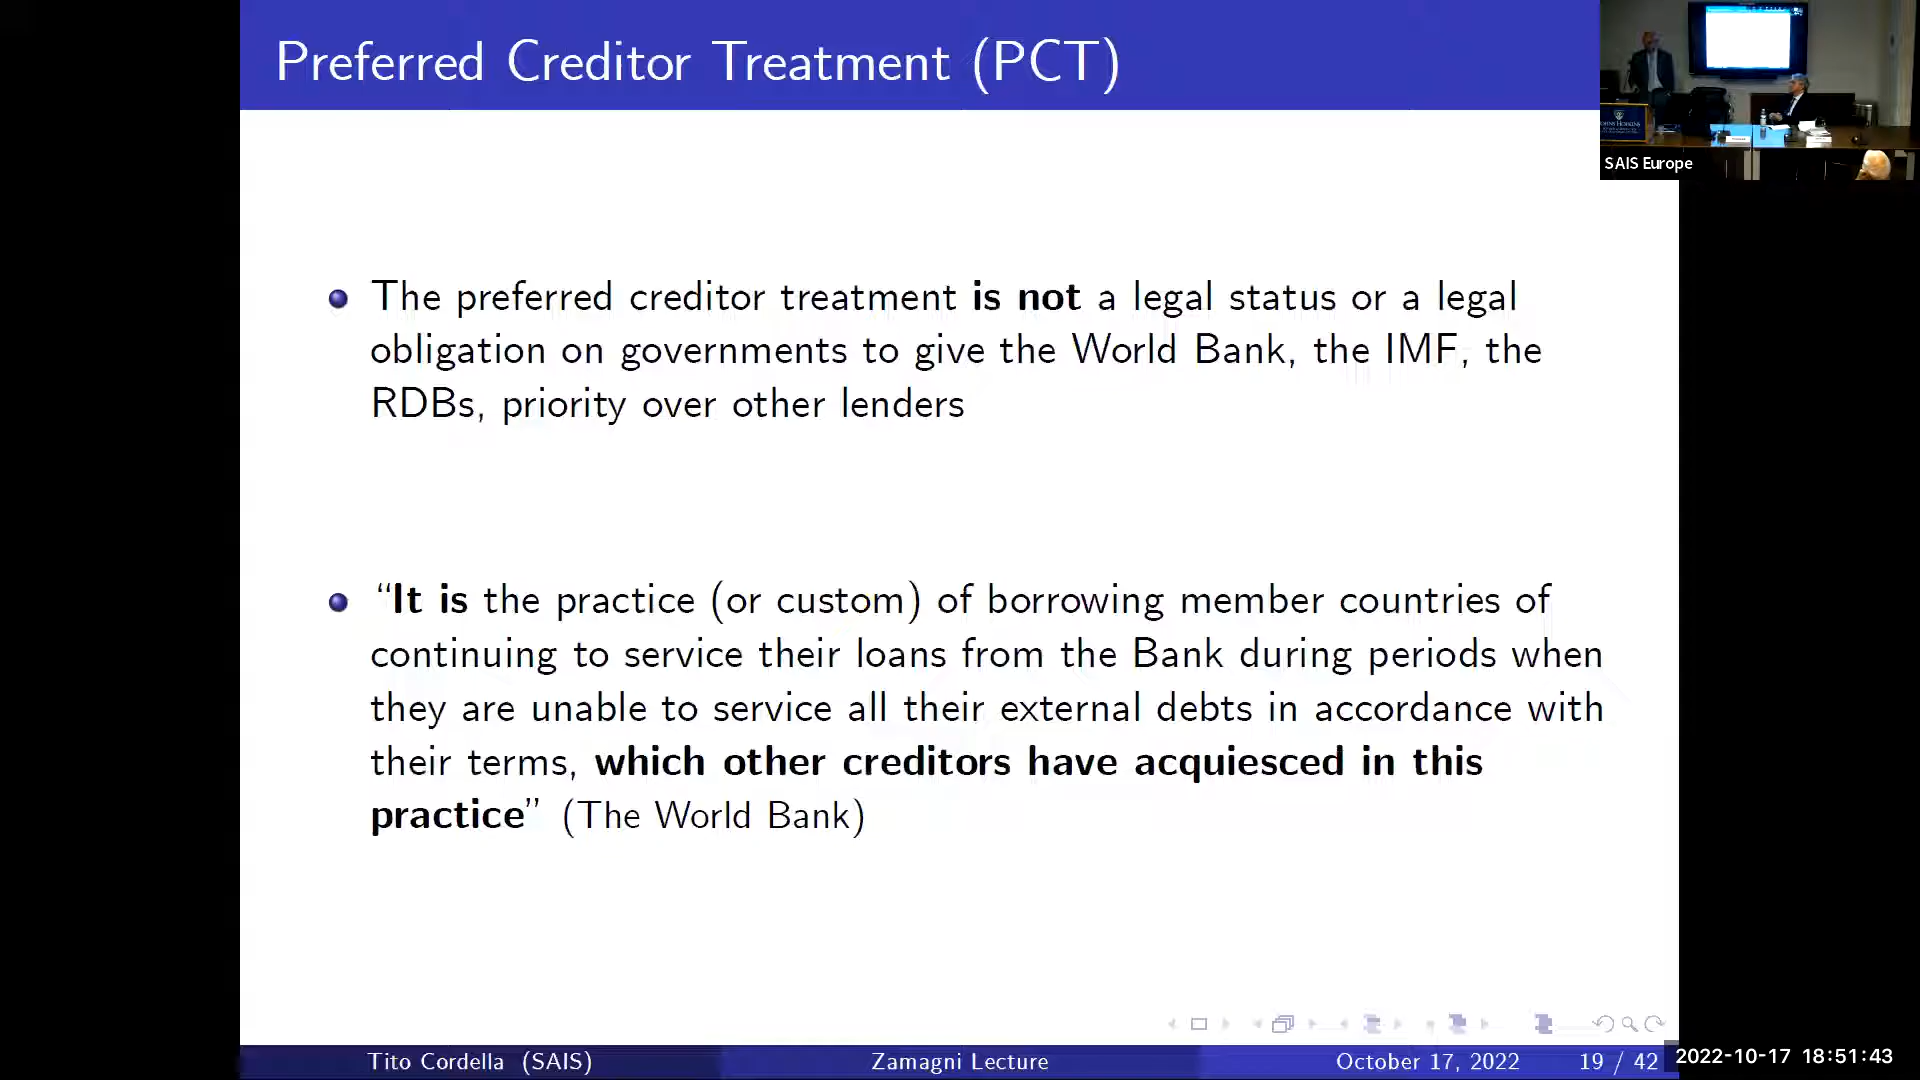 Preferred Creditor Treatment (PCT)
SAIS Europe
The preferred creditor treatment is not a legal status or a legal
obligation on governments to give the World Bank, the IMF, the
RDBs, priority over other lenders
“It is the practice (or custom) of borrowing member countries of
continuing to service their loans from the Bank during periods when
they are unable to service all their external debts in accordance with
their terms, which other creditors have acquiesced in this
practice” (The World Bank)
Tito Cordella (SAIS) Zamagni Lecture October 17, 2022 19 / 42
2022-10-17 18:51:43